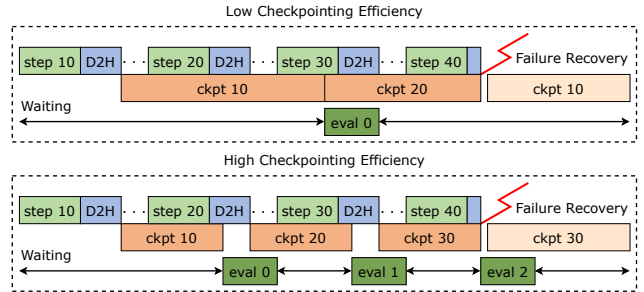 Low Checkpointing Efficiency
step 10 D2H ... step 20 D2H ... step 30 D2H ... step 40 Failure Recovery
ckpt 10 ckpt 20 ckpt 10
Waiting
eval 0
High Checkpointing Efficiency
step 10 D2H ... step 20 D2H ... step 30 D2H ... step 40 Failure Recovery
ckpt 10 ckpt 20 ckpt 30 ckpt 30
Waiting
eval 0 eval 1 eval 2